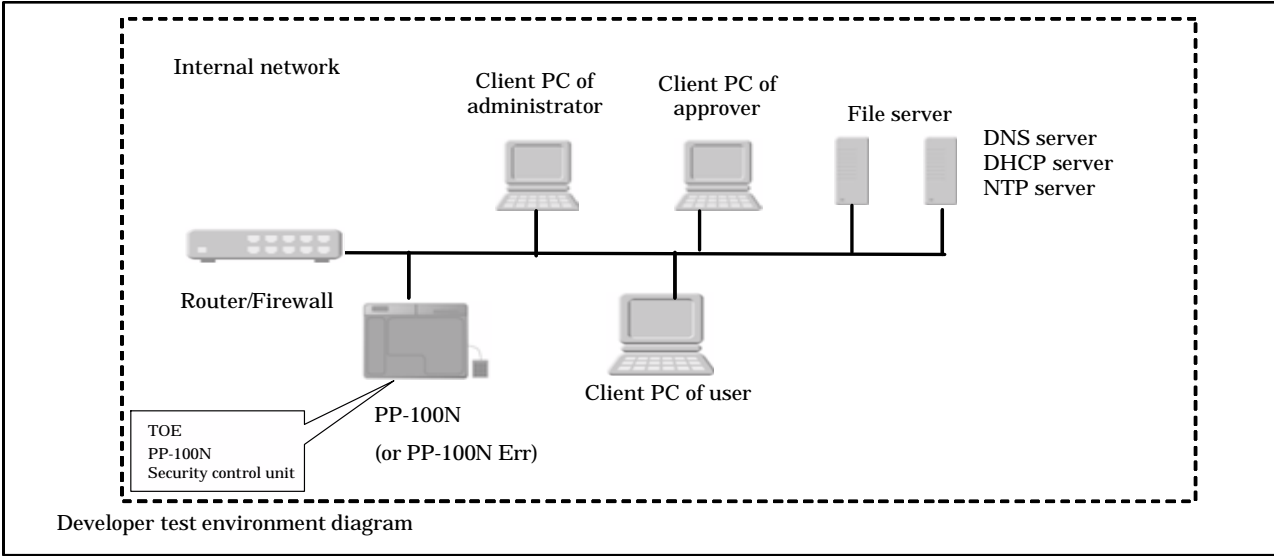 Internal network
Client PC of
administrator
Client PC of
approver
File server
DNS server
DHCP server
NTP server
Router/Firewall
Client PC of user
PP-100N
(or PP-100N Err)
TOE
PP-100N
Security control unit
Developer test environment diagram